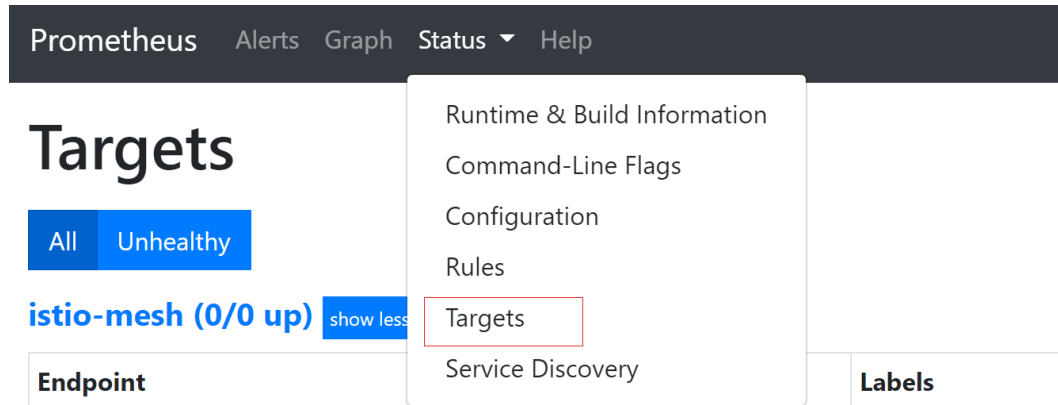 Prometheus Alerts Graph Status Help
Runtime & Build Information
Command-Line Flags
Configuration
Rules
Targets
Service Discovery
Targets
All Unhealthy
istio-mesh (0/0 up) show less
Endpoint Labels